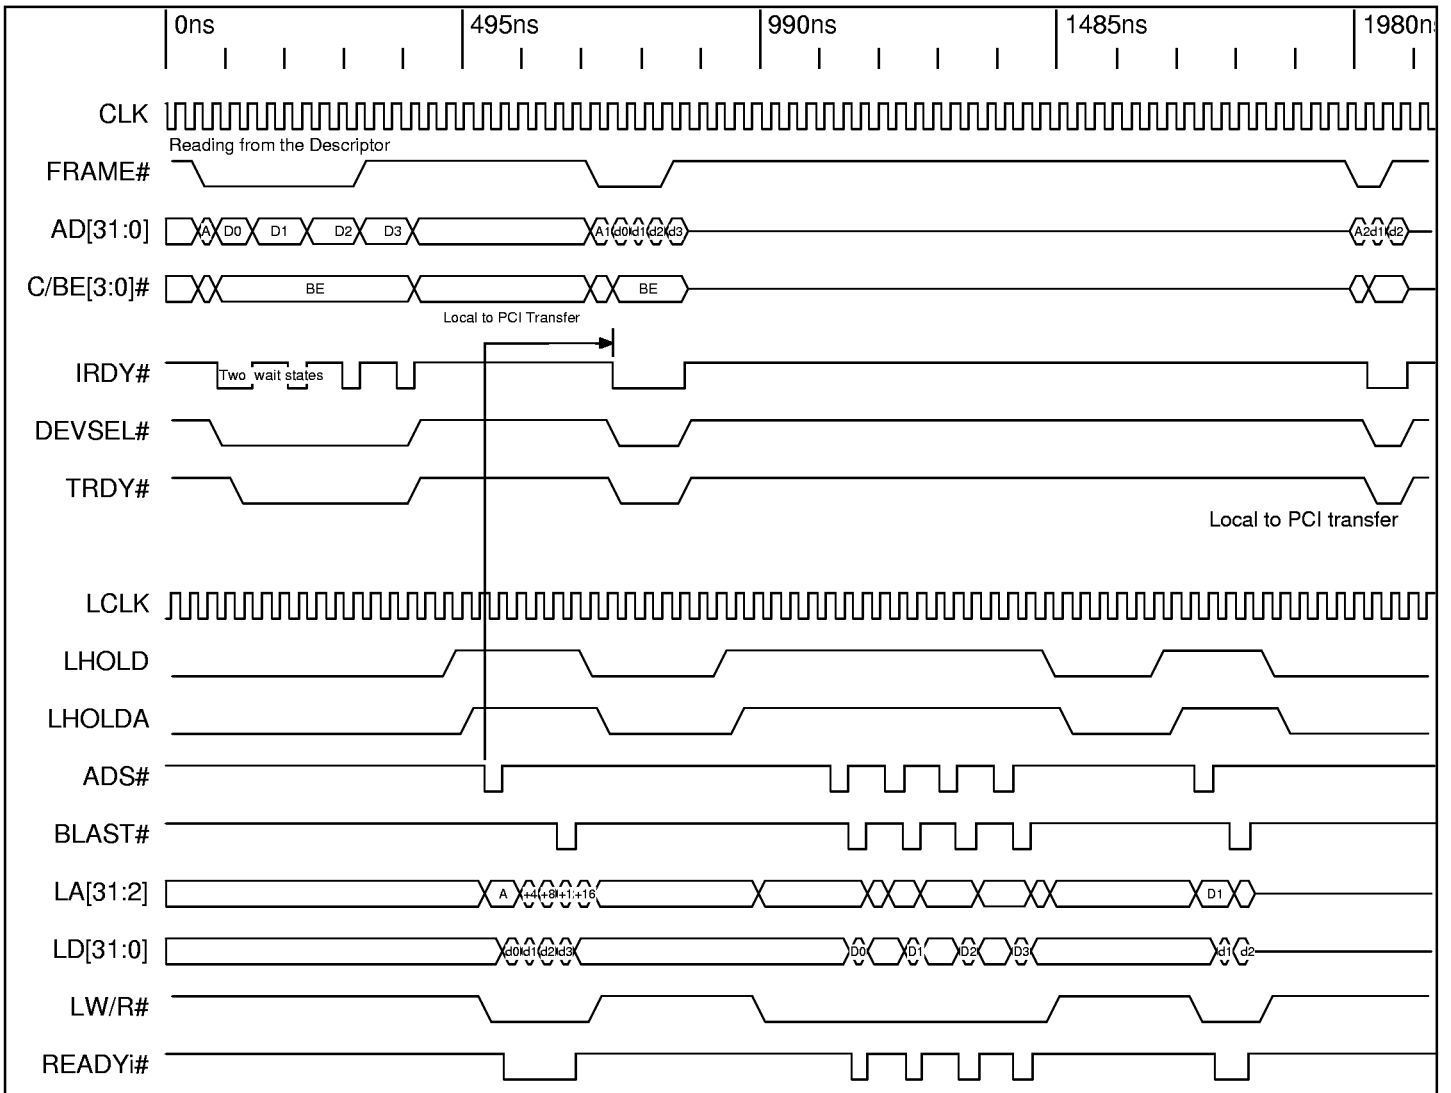 0ns 495ns 990ns 1485ns 1980ns
CLK
Reading from the Descriptor
FRAME#
AD[31:0] A D0 D1 D2 D3 A1 d0 d1 d2 d3 A2 d1 d2
C/BE[3:0]# BE BE
Local to PCI Transfer
IRDY# Two wait states
DEVSEL#
TRDY#
Local to PCI transfer
LCLK
LHOLD
LHOLDA
ADS#
BLAST#
LA[31:2] A +4 +8 +1 +16 D1
LD[31:0] d0 d1 d2 d3 D0 D1 D2 D3 d1 d2
LW/R#
READYi#